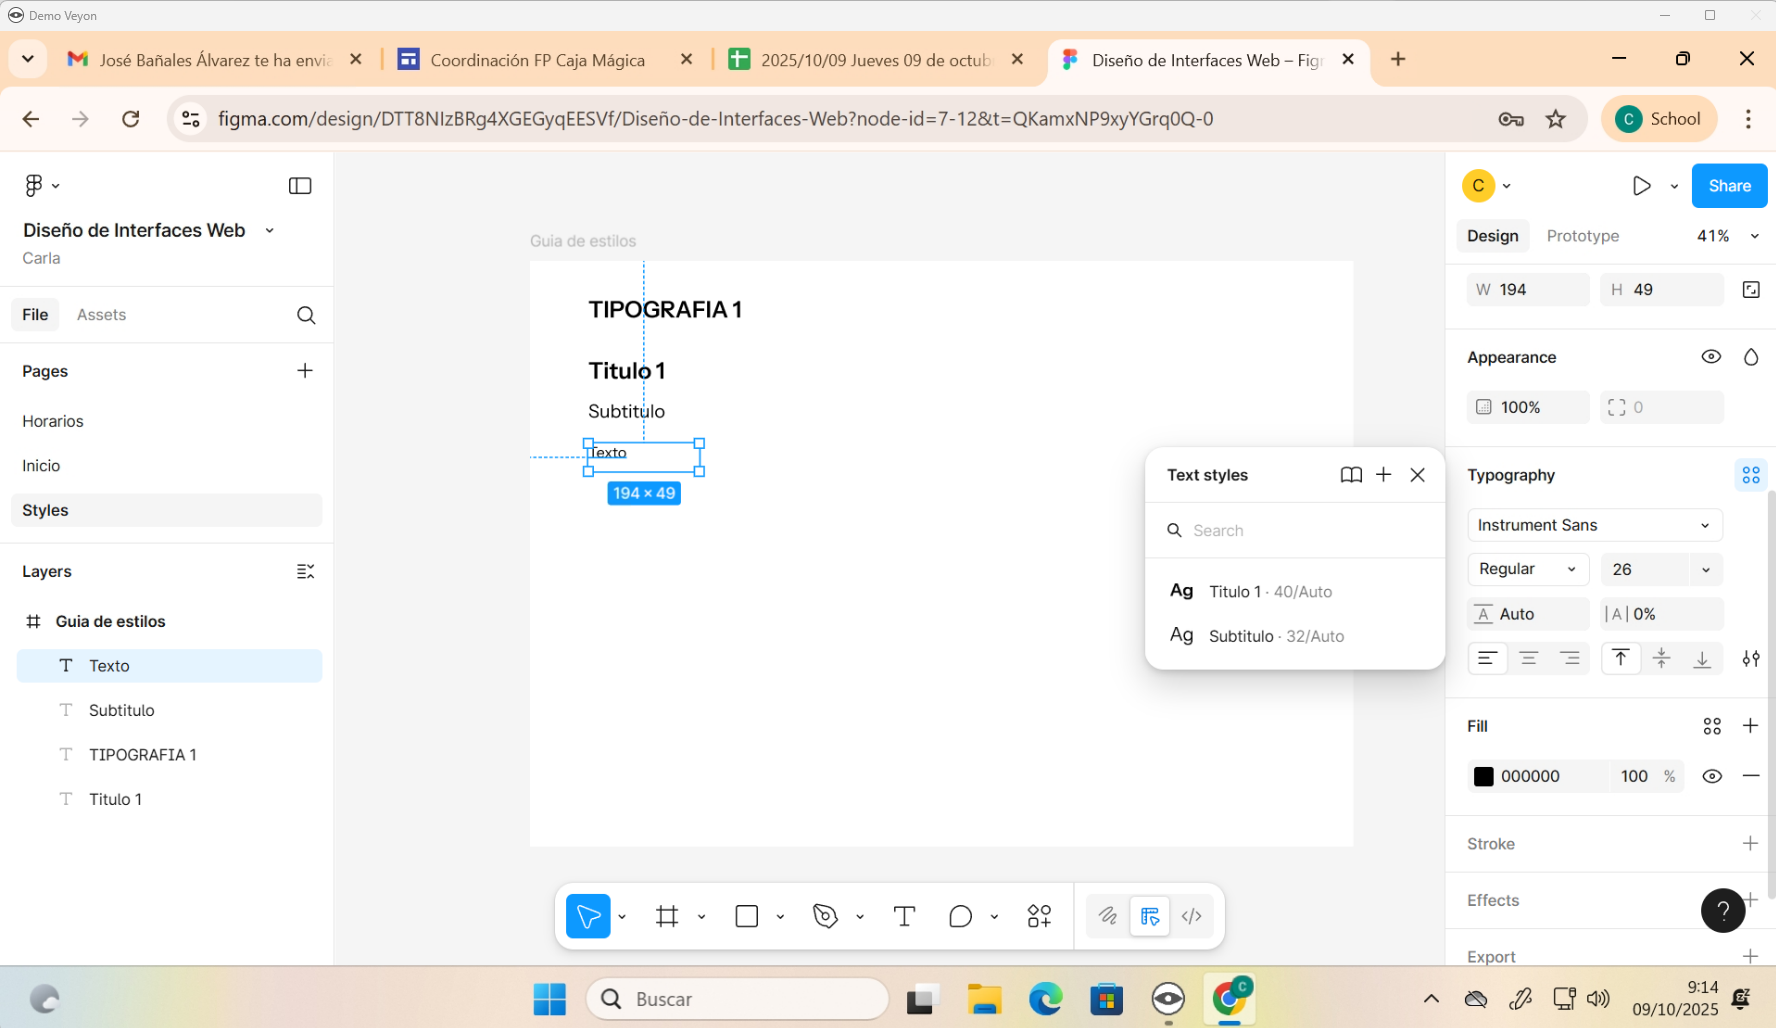 Demo Veyon
José Bañales Álvarez te ha envia
Coordinación FP Caja Mágica
2025/10/09 Jueves 09 de octub
Diseño de Interfaces Web – Figr
figma.com/design/DTT8NIzBRg4XGEGyqEESVf/Diseño-de-Interfaces-Web?node-id=7-12&t=QKamxNP9xyYGrq0Q-0
C School
Diseño de Interfaces Web
Carla
File Assets
Pages
Horarios
Inicio
Styles
Layers
Guia de estilos
Texto
Subtitulo
TIPOGRAFIA 1
Titulo 1
Guia de estilos
TIPOGRAFIA 1
Titulo 1
Subtitulo
Texto
194 × 49
Text styles
Search
Ag Titulo 1 · 40/Auto
Ag Subtitulo · 32/Auto
C
Share
Design Prototype 41%
W 194 H 49
Appearance
100% 0
Typography
Instrument Sans
Regular 26
A Auto |A| 0%
Fill
000000 100 %
Stroke
Effects
?
Export
Buscar
C
9:14
09/10/2025